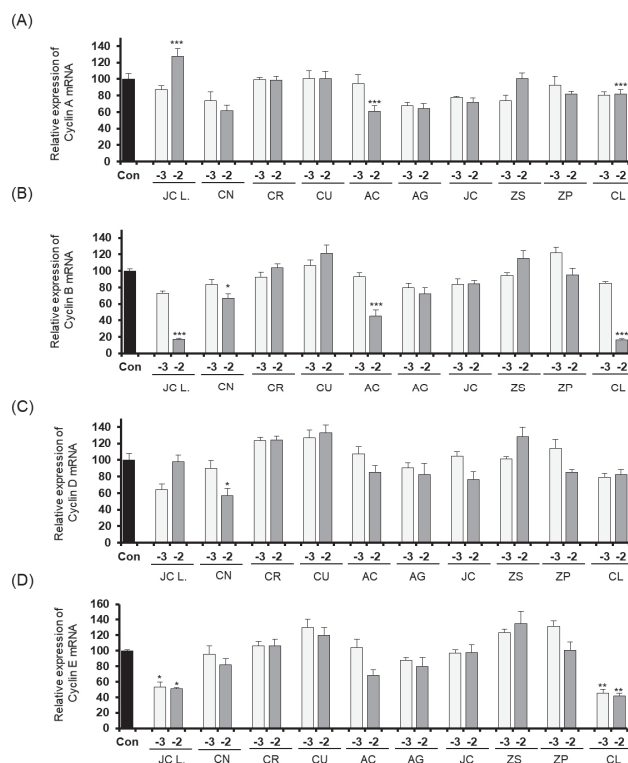 (A)
Relative expression of
Cyclin A mRNA
140
120
100
80
60
40
20
0
***
***
***
Con
-3 -2 -3 -2 -3 -2 -3 -2 -3 -2 -3 -2 -3 -2 -3 -2 -3 -2 -3 -2
JC L. CN CR CU AC AG JC ZS ZP CL
(B)
Relative expression of
Cyclin B mRNA
140
120
100
80
60
40
20
0
***
*
***
***
Con
-3 -2 -3 -2 -3 -2 -3 -2 -3 -2 -3 -2 -3 -2 -3 -2 -3 -2 -3 -2
JC L. CN CR CU AC AG JC ZS ZP CL
(C)
Relative expression of
Cyclin D mRNA
140
120
100
80
60
40
20
0
*
Con
-3 -2 -3 -2 -3 -2 -3 -2 -3 -2 -3 -2 -3 -2 -3 -2 -3 -2 -3 -2
JC L. CN CR CU AC AG JC ZS ZP CL
(D)
Relative expression of
Cyclin E mRNA
160
140
120
100
80
60
40
20
0
*
*
**
**
Con
-3 -2 -3 -2 -3 -2 -3 -2 -3 -2 -3 -2 -3 -2 -3 -2 -3 -2 -3 -2
JC L. CN CR CU AC AG JC ZS ZP CL